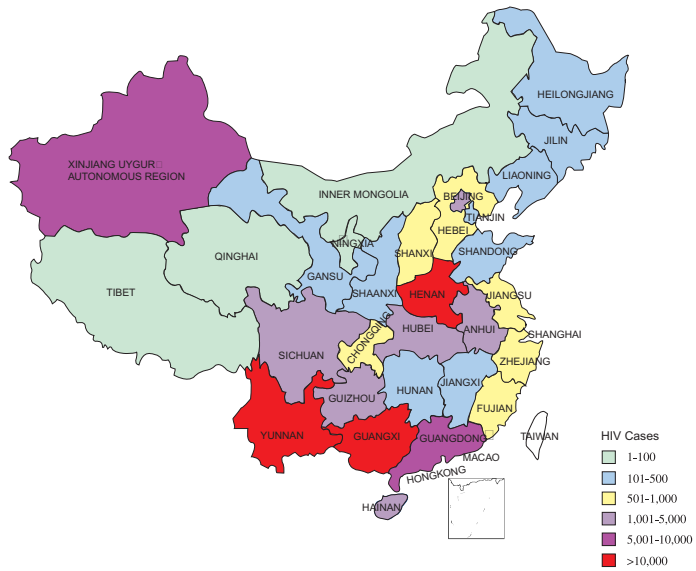 HEILONGJIANG
JILIN
LIAONING
XINJIANG UYGUR
AUTONOMOUS REGION
INNER MONGOLIA
BEIJING
TIANJIN
HEBEI
NINGXIA
SHANXI
SHANDONG
QINGHAI
GANSU
SHAANXI
TIBET
HENAN
JIANGSU
CHONGQING
HUBEI
ANHUI
SHANGHAI
SICHUAN
ZHEJIANG
HUNAN
JIANGXI
GUIZHOU
FUJIAN
YUNNAN
GUANGXI
GUANGDONG
TAIWAN
MACAO
HONGKONG
HAINAN
HIV Cases
1-100
101-500
501-1,000
1,001-5,000
5,001-10,000
>10,000